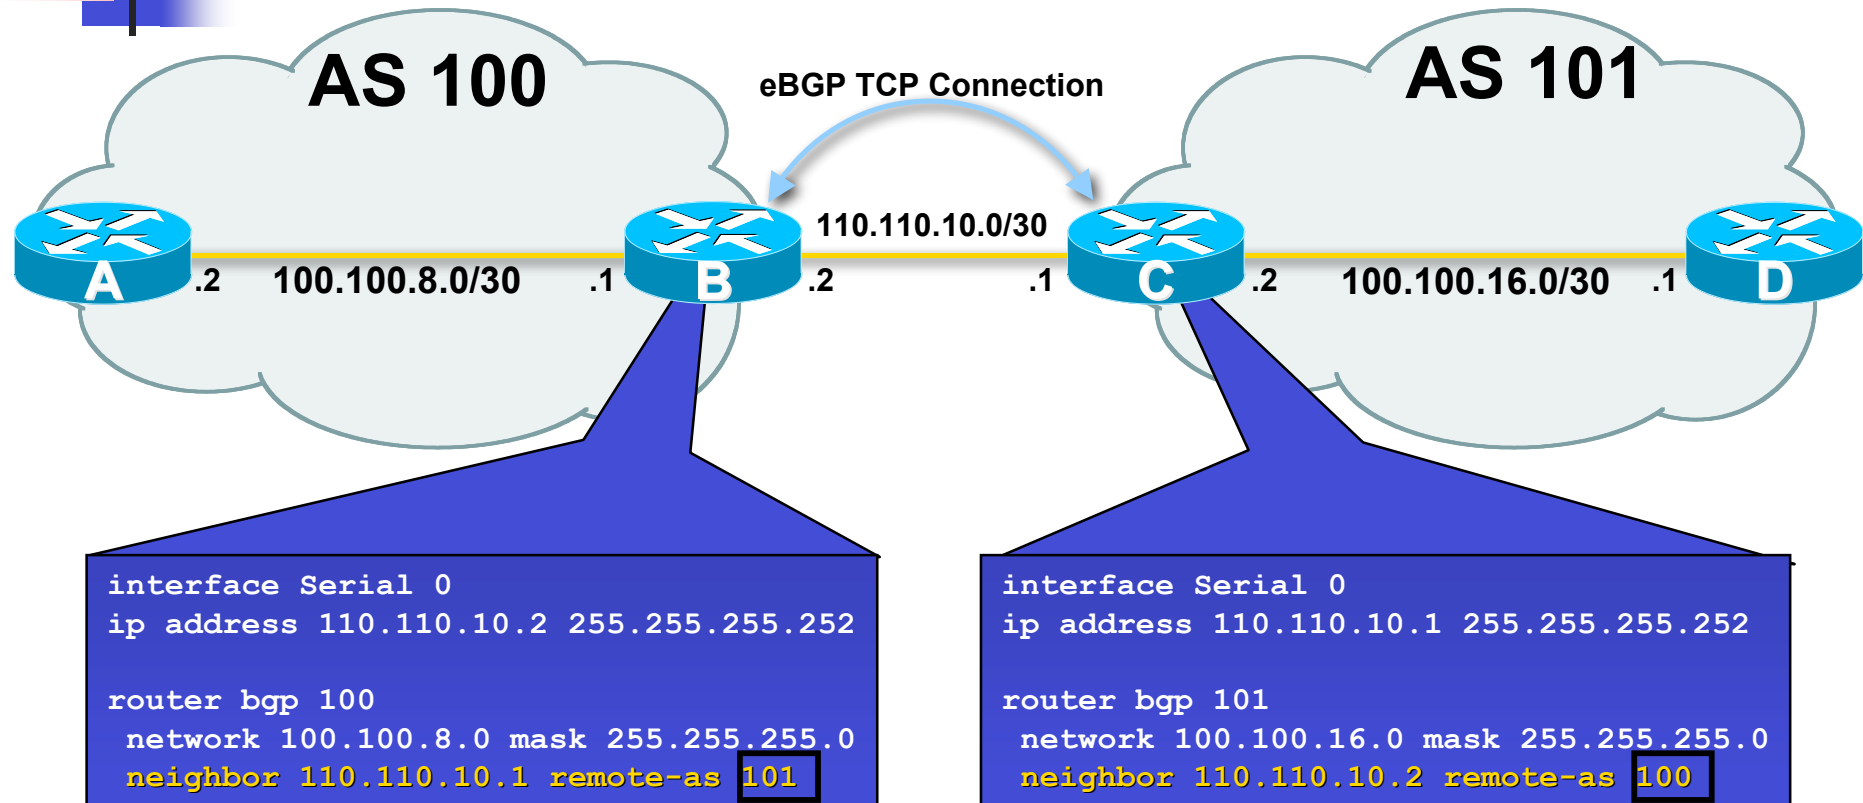 AS 100
AS 101
eBGP TCP Connection
110.110.10.0/30
A
.2
100.100.8.0/30
.1
B
.2
.1
C
.2
100.100.16.0/30
.1
D
interface Serial 0
ip address 110.110.10.2 255.255.255.252
router bgp 100
network 100.100.8.0 mask 255.255.255.0
neighbor 110.110.10.1 remote-as 101
interface Serial 0
ip address 110.110.10.1 255.255.255.252
router bgp 101
network 100.100.16.0 mask 255.255.255.0
neighbor 110.110.10.2 remote-as 100